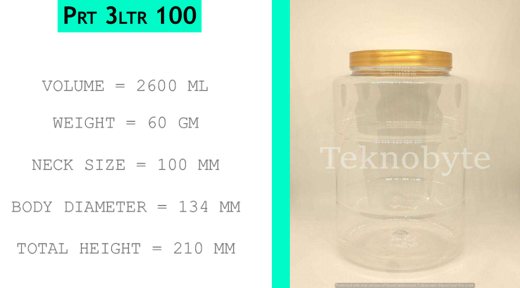 PRT 3LTR 100
VOLUME = 2600 ML
WEIGHT = 60 GM
NECK SIZE = 100 MM
BODY DIAMETER = 134 MM
TOTAL HEIGHT = 210 MM
Teknobyte